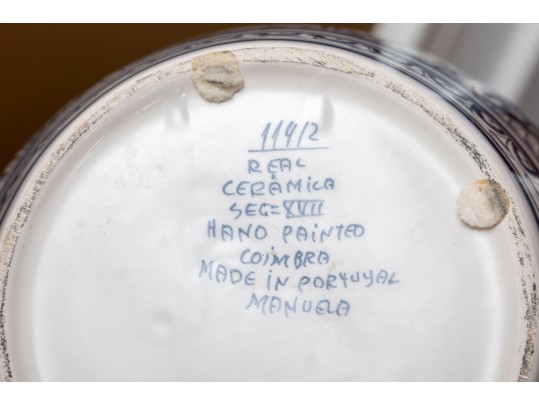 114/2
REAL
CERÂMICA
SEC=XVII
HAND PAINTED
COIMBRA
MADE IN PORTUGAL
MANUELA